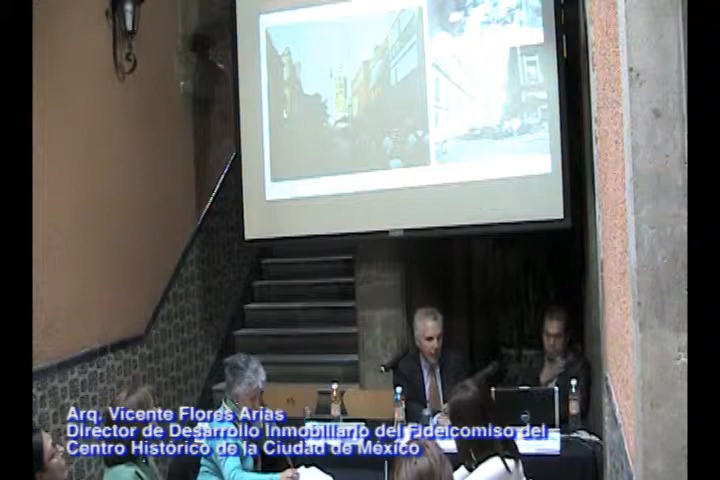 Arq. Vicente Flores Arias
Director de Desarrollo Inmobiliario del Fideicomiso del
Centro Histórico de la Ciudad de México